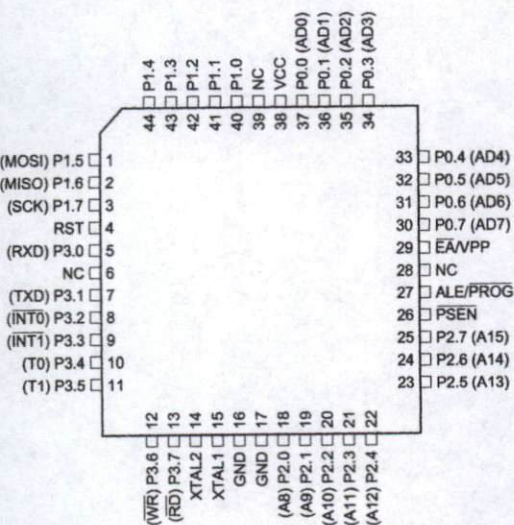 P1.4
P1.3
P1.2
P1.1
P1.0
NC
VCC
P0.0 (AD0)
P0.1 (AD1)
P0.2 (AD2)
P0.3 (AD3)
44 43 42 41 40 39 38 37 36 35 34
(MOSI) P1.5 1
(MISO) P1.6 2
(SCK) P1.7 3
RST 4
(RXD) P3.0 5
NC 6
(TXD) P3.1 7
(INT0) P3.2 8
(INT1) P3.3 9
(T0) P3.4 10
(T1) P3.5 11
33 P0.4 (AD4)
32 P0.5 (AD5)
31 P0.6 (AD6)
30 P0.7 (AD7)
29 EA/VPP
28 NC
27 ALE/PROG
26 PSEN
25 P2.7 (A15)
24 P2.6 (A14)
23 P2.5 (A13)
12 13 14 15 16 17 18 19 20 21 22
(WR) P3.6
(RD) P3.7
XTAL2
XTAL1
GND
GND
(A8) P2.0
(A9) P2.1
(A10) P2.2
(A11) P2.3
(A12) P2.4